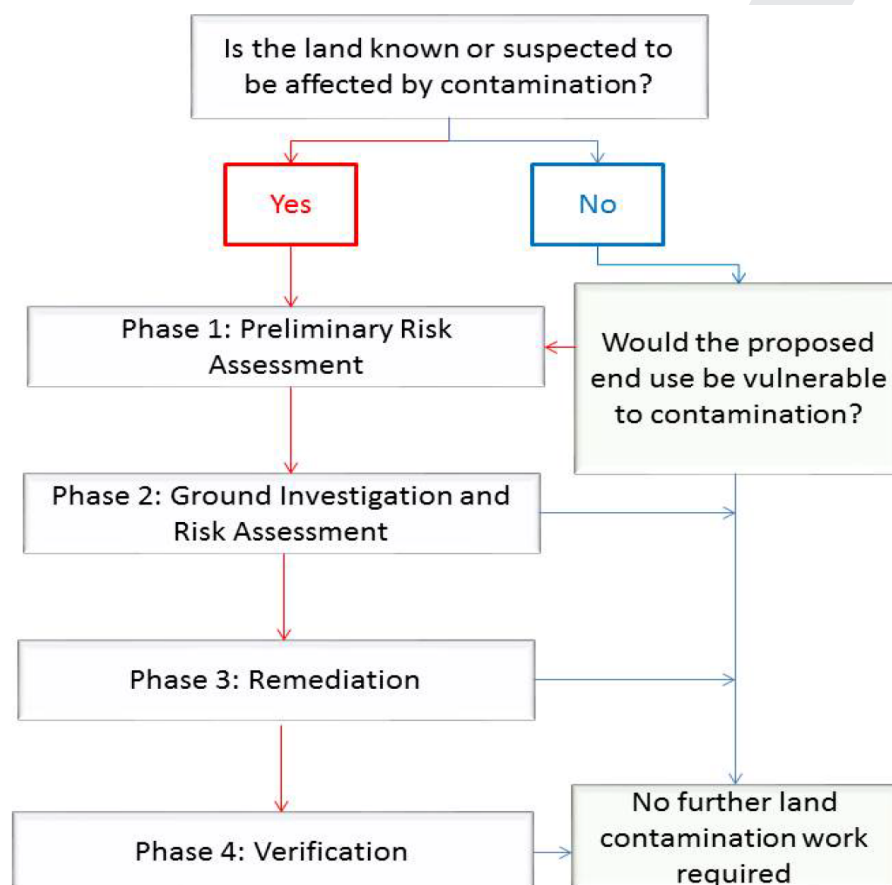 Is the land known or suspected to
be affected by contamination?
Yes
No
Phase 1: Preliminary Risk
Assessment
Would the proposed
end use be vulnerable
to contamination?
Phase 2: Ground Investigation and
Risk Assessment
Phase 3: Remediation
Phase 4: Verification
No further land
contamination work
required